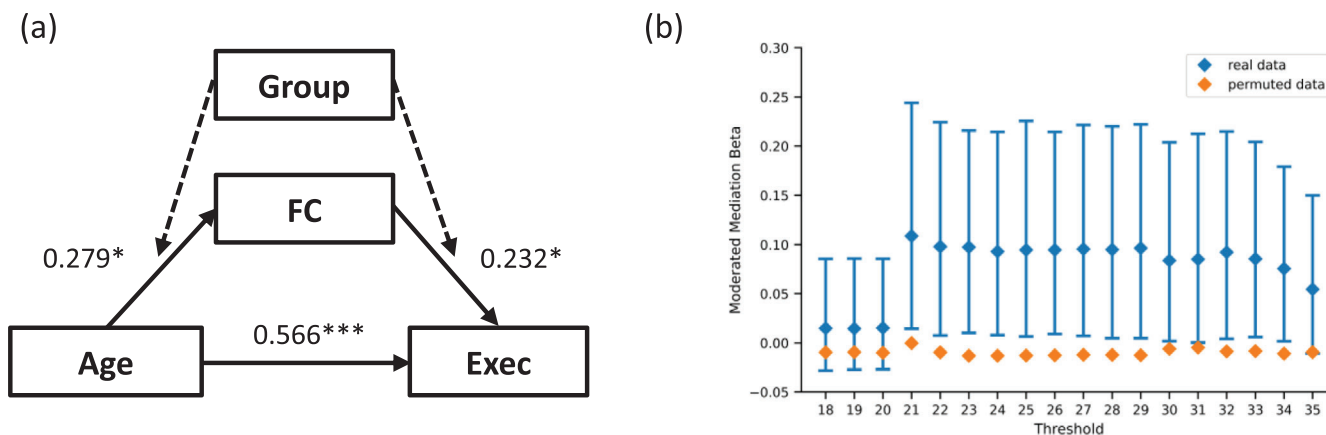 (a)
Group
FC
0.279*
0.232*
0.566***
Age
Exec
(b)
real data
permuted data
Moderated Mediation Beta
0.30
0.25
0.20
0.15
0.10
0.05
0.00
−0.05
18 19 20 21 22 23 24 25 26 27 28 29 30 31 32 33 34 35
Threshold